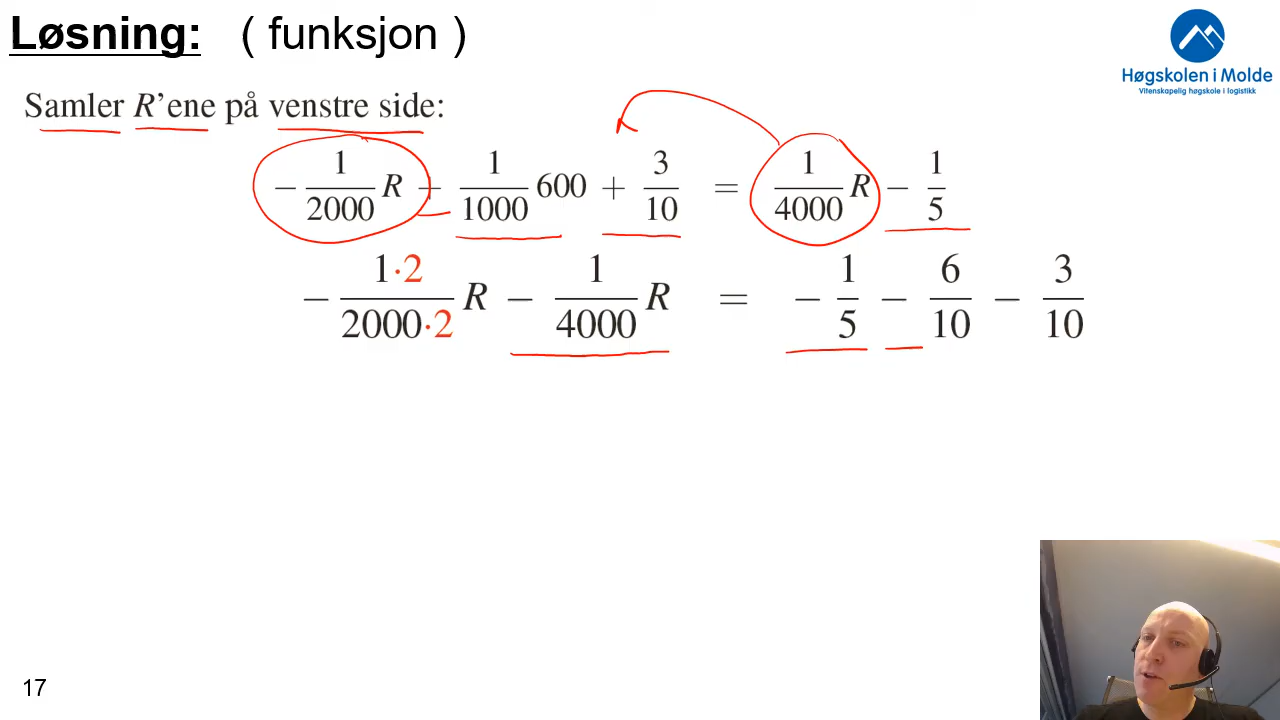 Løsning: ( funksjon )
Høgskolen i Molde
Vitenskapelig høgskole i logistikk
Samler R’ene på venstre side:
− 1/2000 R + 1/1000 600 + 3/10 = 1/4000 R − 1/5
− 1·2/2000·2 R − 1/4000 R = − 1/5 − 6/10 − 3/10
17